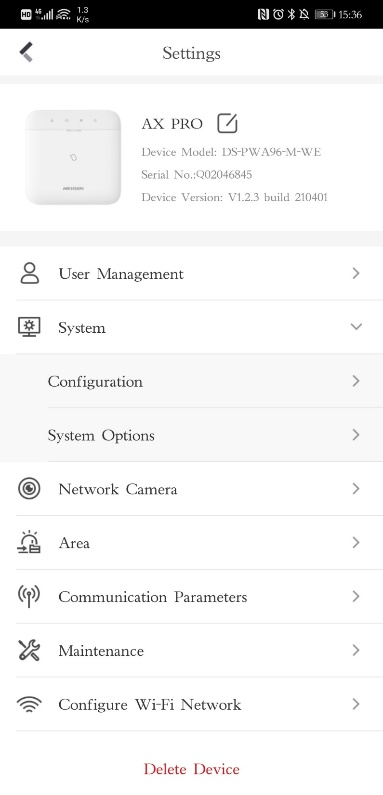 HD 4G 1.3 K/s 53 15:36
Settings
AX PRO
Device Model: DS-PWA96-M-WE
Serial No.:Q02046845
Device Version: V1.2.3 build 210401
HIKVISION
User Management
System
Configuration
System Options
Network Camera
Area
Communication Parameters
Maintenance
Configure Wi-Fi Network
Delete Device